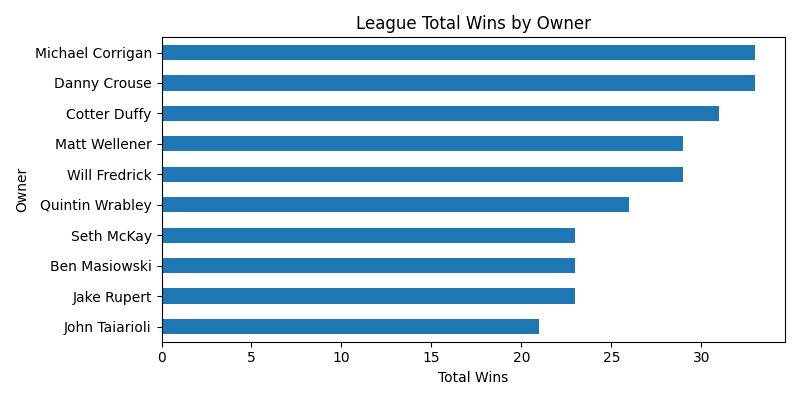 League Total Wins by Owner
Michael Corrigan
Danny Crouse
Cotter Duffy
Matt Wellener
Will Fredrick
Quintin Wrabley
Seth McKay
Ben Masiowski
Jake Rupert
John Taiarioli
Owner
0 5 10 15 20 25 30
Total Wins